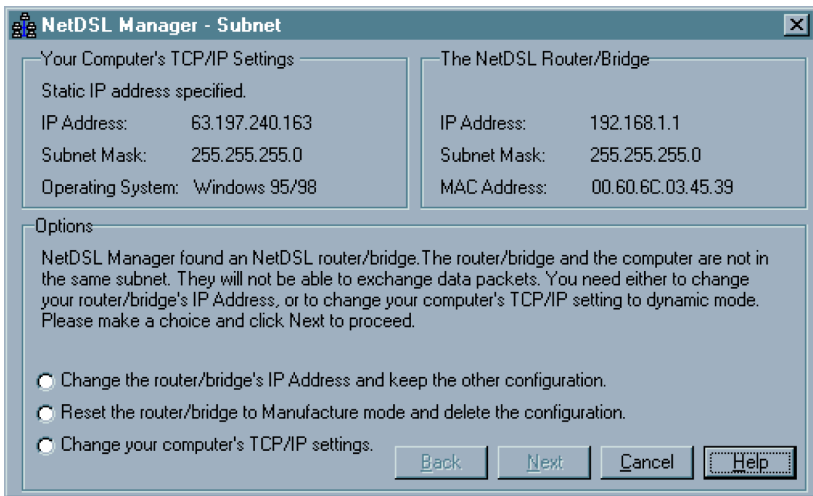 NetDSL Manager - Subnet
Your Computer's TCP/IP Settings
Static IP address specified.
IP Address: 63.197.240.163
Subnet Mask: 255.255.255.0
Operating System: Windows 95/98
The NetDSL Router/Bridge
IP Address: 192.168.1.1
Subnet Mask: 255.255.255.0
MAC Address: 00.60.6C.03.45.39
Options
NetDSL Manager found an NetDSL router/bridge.The router/bridge and the computer are not in
the same subnet. They will not be able to exchange data packets. You need either to change
your router/bridge's IP Address, or to change your computer's TCP/IP setting to dynamic mode.
Please make a choice and click Next to proceed.
Change the router/bridge's IP Address and keep the other configuration.
Reset the router/bridge to Manufacture mode and delete the configuration.
Change your computer's TCP/IP settings.
Back Next Cancel Help